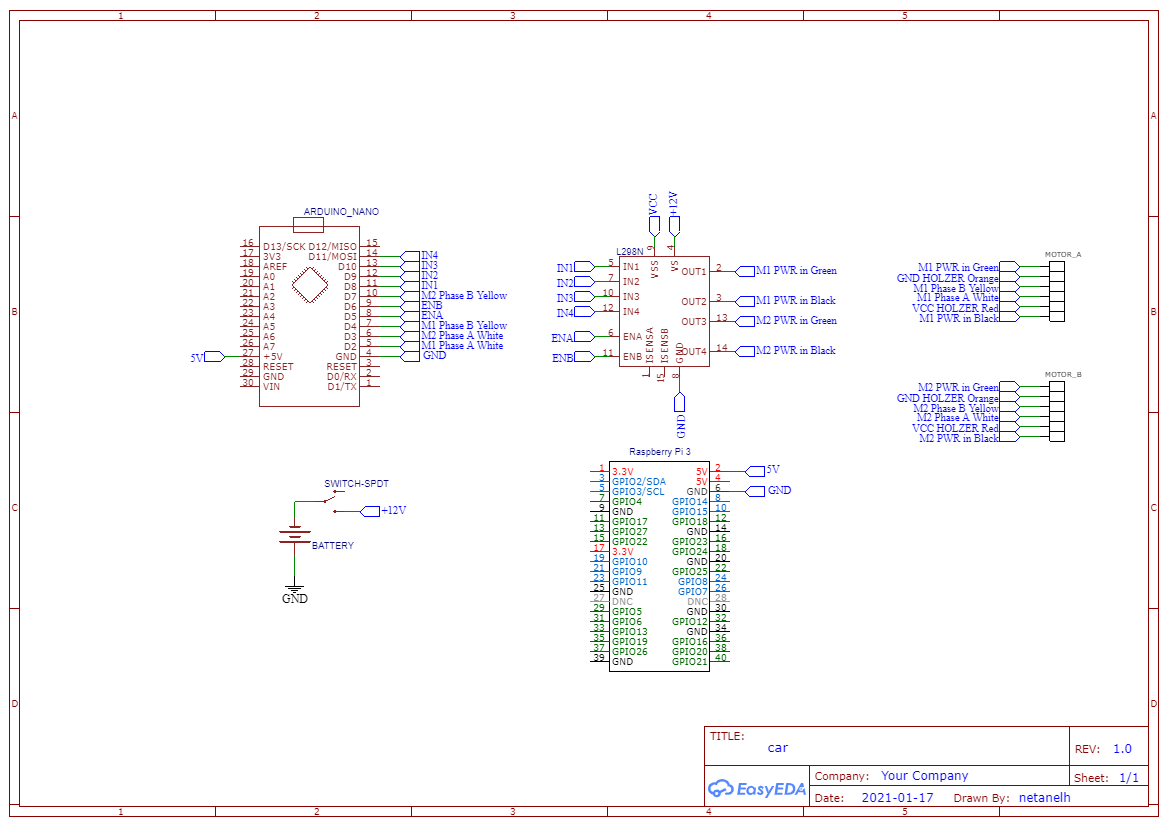 1 2 3 4 5
A A
B B
C C
D D
1 2 3 4 5
ARDUINO_NANO
16 D13/SCK D12/MISO 15
17 3V3 D11/MOSI 14 IN4
18 AREF D10 13 IN3
19 A0 D9 12 IN2
20 A1 D8 11 IN1
21 A2 D7 10 M2 Phase B Yellow
22 A3 D6 9 ENB
23 A4 D5 8 ENA
24 A5 D4 7 M1 Phase B Yellow
25 A6 D3 6 M2 Phase A White
26 A7 D2 5 M1 Phase A White
5V 27 +5V GND 4 GND
28 RESET RESET 3
29 GND D0/RX 2
30 VIN D1/TX 1
VCC +12V
9 4
L298N
VSS VS
IN1 5 IN1 OUT1 2 M1 PWR in Green
IN2 7 IN2
IN3 10 IN3 OUT2 3 M1 PWR in Black
IN4 12 IN4
OUT3 13 M2 PWR in Green
ENA 6 ENA
ENB 11 ENB OUT4 14 M2 PWR in Black
ISENSA ISENSB GND
1 15 8
GND
MOTOR_A
M1 PWR in Green
GND HOLZER Orange
M1 Phase B Yellow
M1 Phase A White
VCC HOLZER Red
M1 PWR in Black
MOTOR_B
M2 PWR in Green
GND HOLZER Orange
M2 Phase B Yellow
M2 Phase A White
VCC HOLZER Red
M2 PWR in Black
SWITCH-SPDT
+12V
BATTERY
GND
Raspberry Pi 3
1 3.3V 5V 2 5V
3 GPIO2/SDA 5V 4
5 GPIO3/SCL GND 6 GND
7 GPIO4 GPIO14 8
9 GND GPIO15 10
11 GPIO17 GPIO18 12
13 GPIO27 GND 14
15 GPIO22 GPIO23 16
17 3.3V GPIO24 18
19 GPIO10 GND 20
21 GPIO9 GPIO25 22
23 GPIO11 GPIO8 24
25 GND GPIO7 26
27 DNC DNC 28
29 GPIO5 GND 30
31 GPIO6 GPIO12 32
33 GPIO13 GND 34
35 GPIO19 GPIO16 36
37 GPIO26 GPIO20 38
39 GND GPIO21 40
TITLE:
car
REV: 1.0
EasyEDA
Company: Your Company
Sheet: 1/1
Date: 2021-01-17 Drawn By: netanelh